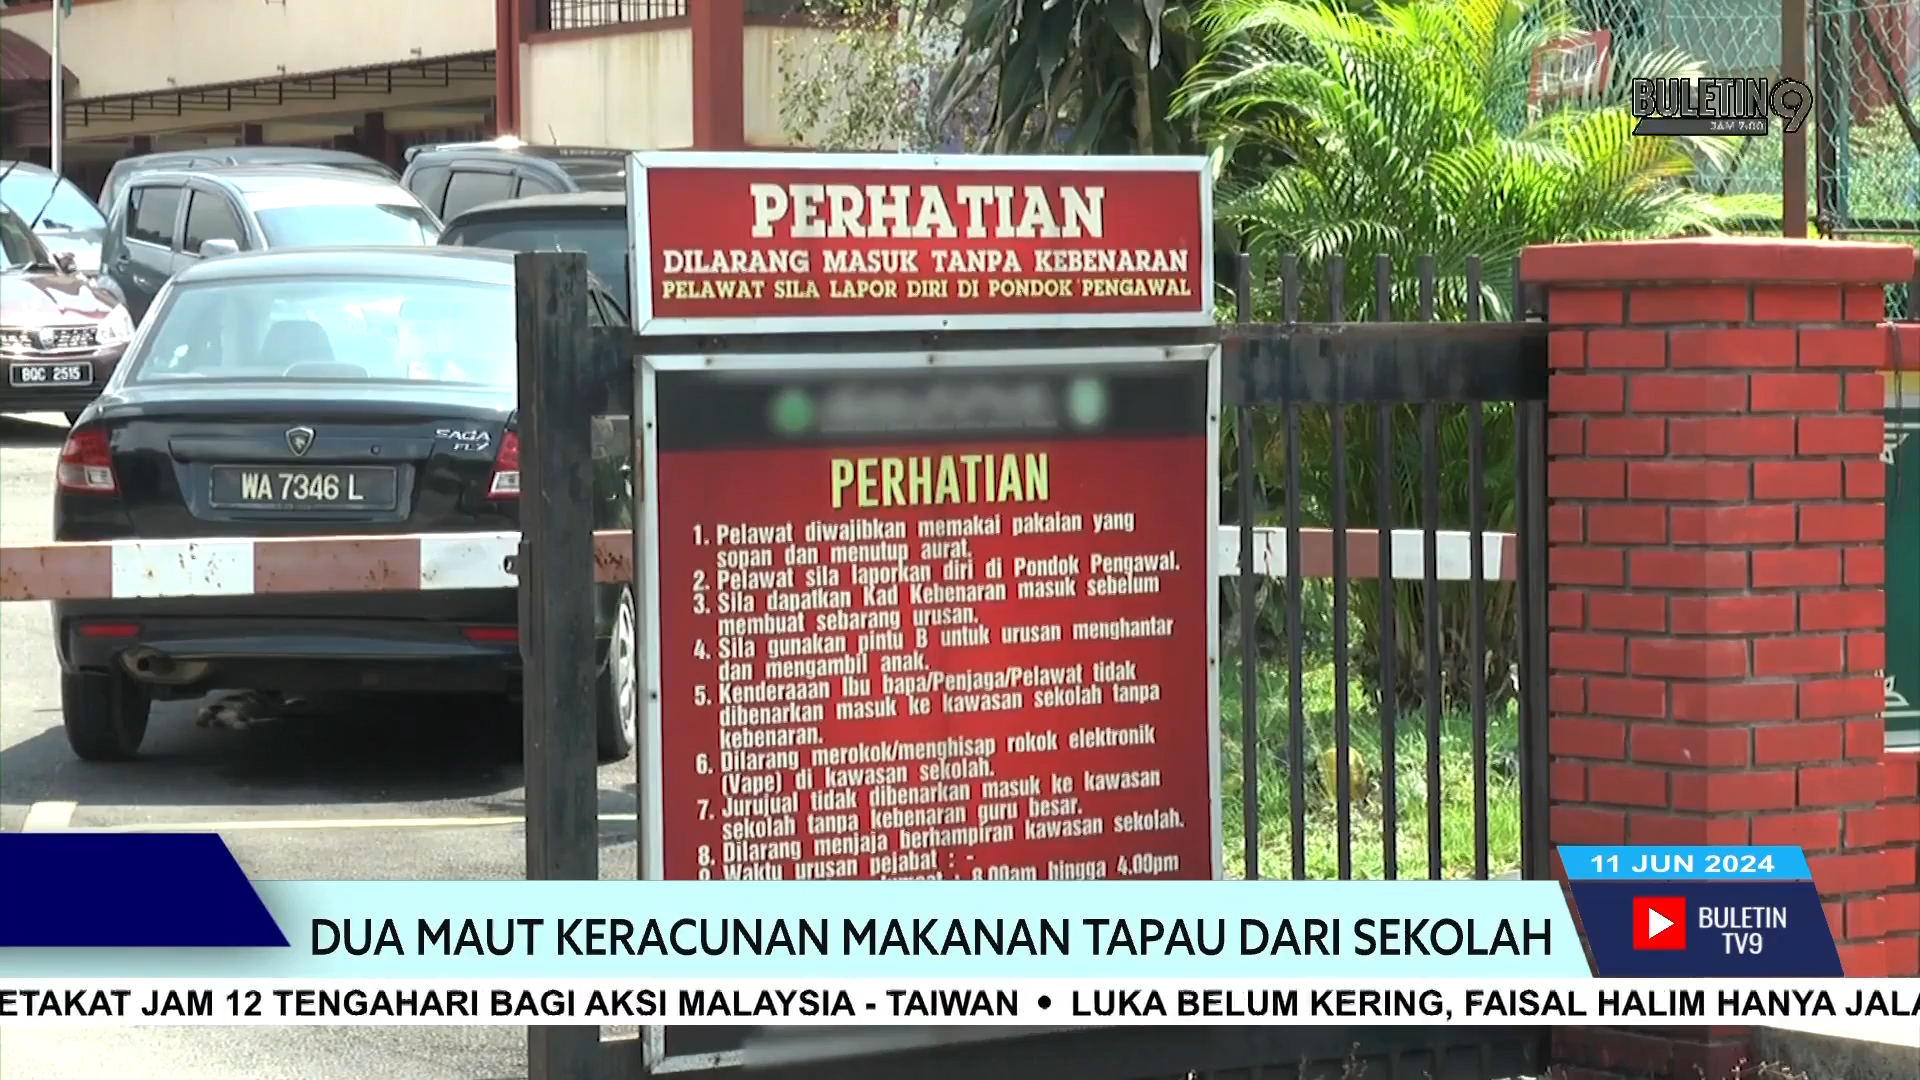 BULETIN 9
JAM 7:00
PERHATIAN
DILARANG MASUK TANPA KEBENARAN
PELAWAT SILA LAPOR DIRI DI PONDOK PENGAWAL
BQC 2515
SAGA
FLX
WA 7346 L
PERHATIAN
1. Pelawat diwajibkan memakai pakaian yang
sopan dan menutup aurat.
2. Pelawat sila laporkan diri di Pondok Pengawal.
3. Sila dapatkan Kad Kebenaran masuk sebelum
membuat sebarang urusan.
4. Sila gunakan pintu B untuk urusan menghantar
dan mengambil anak.
5. Kenderaaan Ibu bapa/Penjaga/Pelawat tidak
dibenarkan masuk ke kawasan sekolah tanpa
kebenaran.
6. Dilarang merokok/menghisap rokok elektronik
(Vape) di kawasan sekolah.
7. Jurujual tidak dibenarkan masuk ke kawasan
sekolah tanpa kebenaran guru besar.
8. Dilarang menjaja berhampiran kawasan sekolah.
9. Waktu urusan pejabat : -
: 8.00am hingga 4.00pm
11 JUN 2024
BULETIN
TV9
DUA MAUT KERACUNAN MAKANAN TAPAU DARI SEKOLAH
ETAKAT JAM 12 TENGAHARI BAGI AKSI MALAYSIA - TAIWAN • LUKA BELUM KERING, FAISAL HALIM HANYA JALA